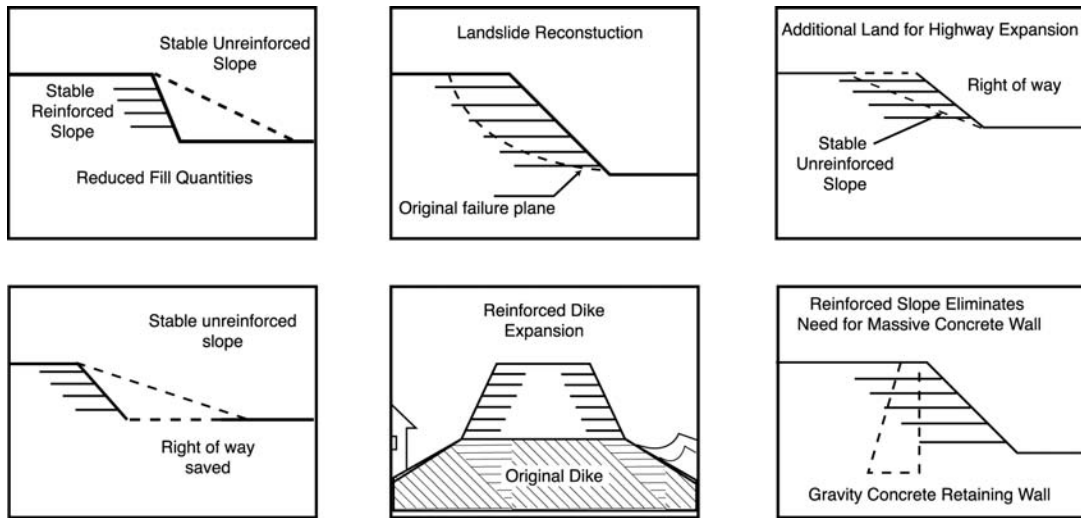 Stable Unreinforced
Slope
Stable
Reinforced
Slope
Reduced Fill Quantities
Landslide Reconstuction
Original failure plane
Additional Land for Highway Expansion
Right of way
Stable
Unreinforced
Slope
Stable unreinforced
slope
Right of way
saved
Reinforced Dike
Expansion
Original Dike
Reinforced Slope Eliminates
Need for Massive Concrete Wall
Gravity Concrete Retaining Wall